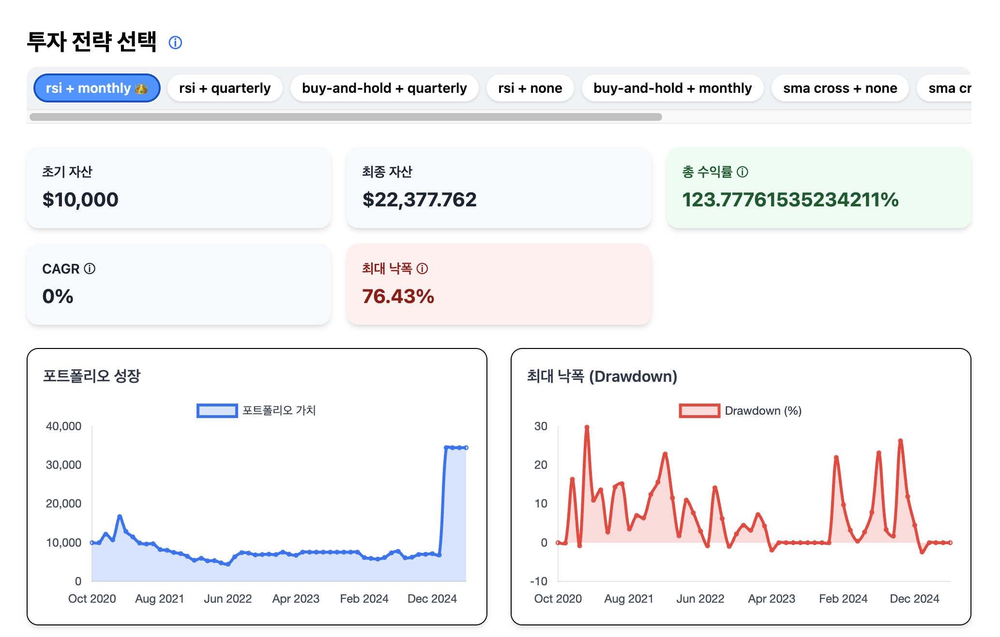 투자 전략 선택 ⓘ
rsi + monthly 👑 rsi + quarterly buy-and-hold + quarterly rsi + none buy-and-hold + monthly sma cross + none sma cr
초기 자산
$10,000
최종 자산
$22,377.762
총 수익률 ⓘ
123.77761535234211%
CAGR ⓘ
0%
최대 낙폭 ⓘ
76.43%
포트폴리오 성장
포트폴리오 가치
40,000
30,000
20,000
10,000
0
Oct 2020 Aug 2021 Jun 2022 Apr 2023 Feb 2024 Dec 2024
최대 낙폭 (Drawdown)
Drawdown (%)
30
20
10
0
-10
Oct 2020 Aug 2021 Jun 2022 Apr 2023 Feb 2024 Dec 2024